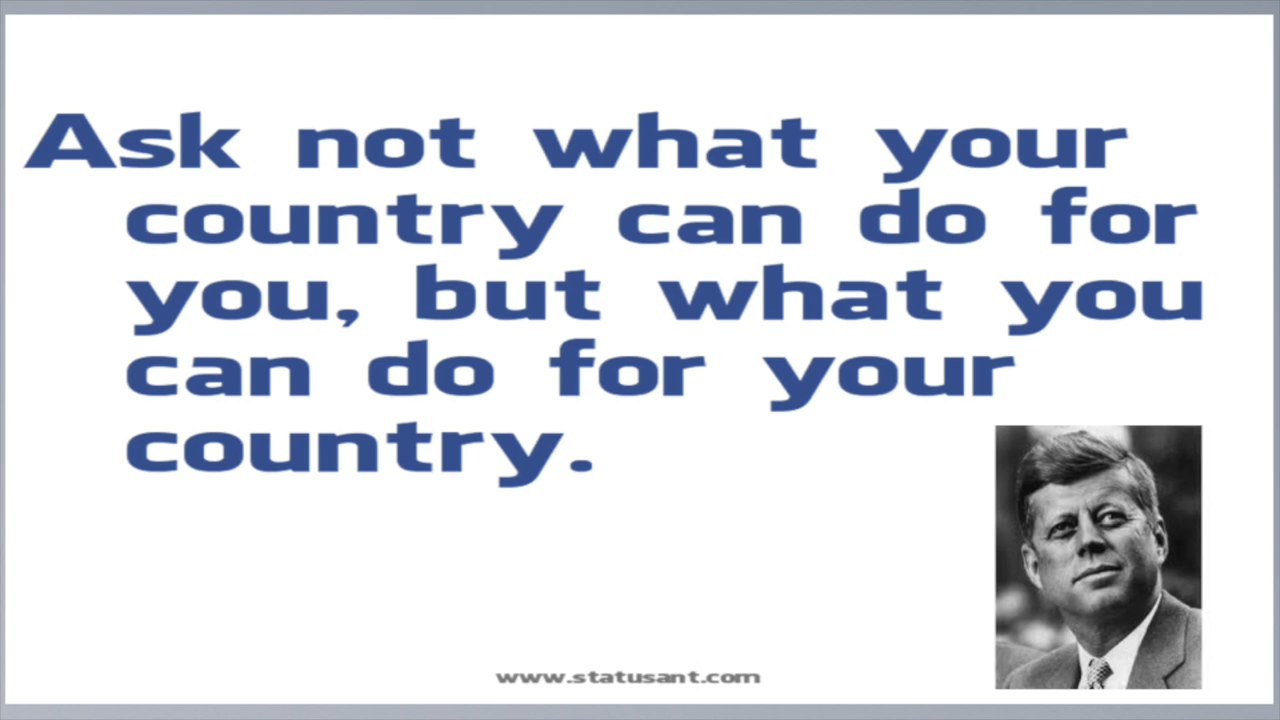 Ask not what your
country can do for
you, but what you
can do for your
country.
www.statusant.com